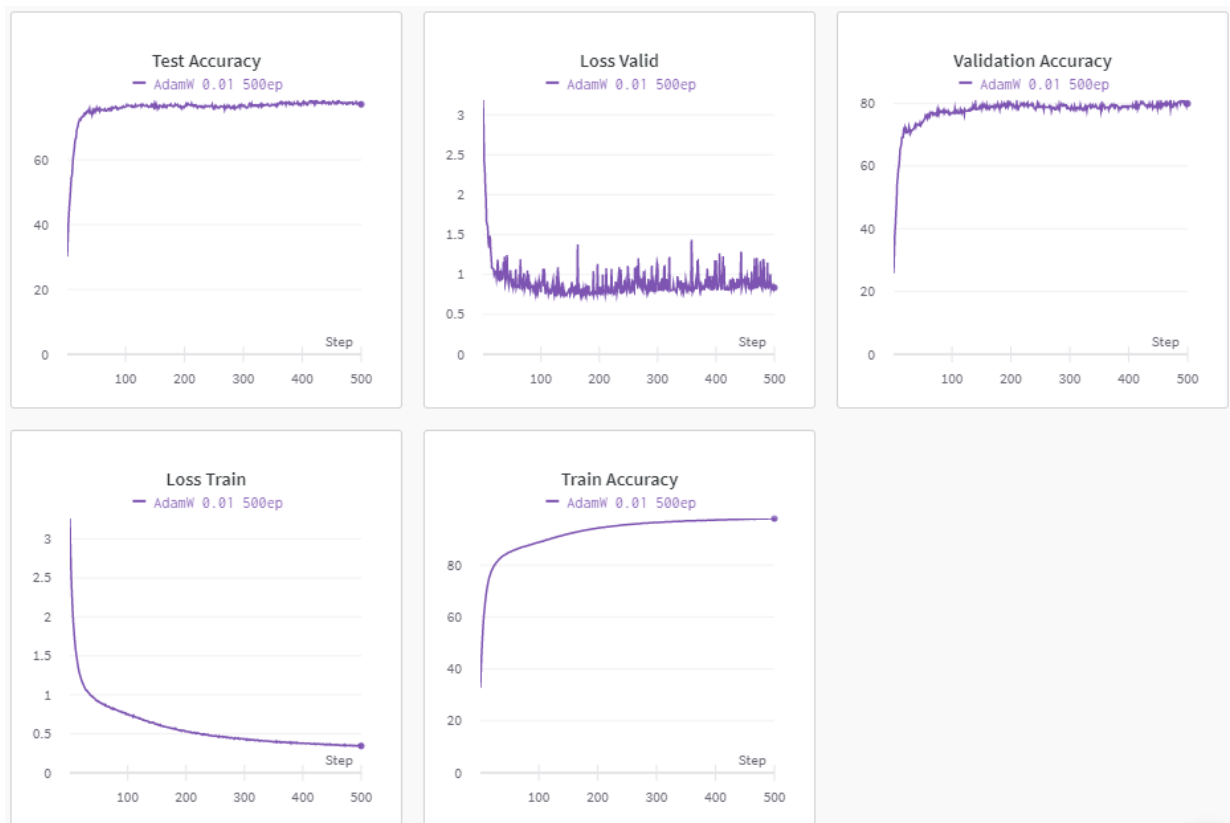 Test Accuracy
AdamW 0.01 500ep
60
40
20
0
Step
100 200 300 400 500
Loss Valid
AdamW 0.01 500ep
3
2.5
2
1.5
1
0.5
0
Step
100 200 300 400 500
Validation Accuracy
AdamW 0.01 500ep
80
60
40
20
0
Step
100 200 300 400 500
Loss Train
AdamW 0.01 500ep
3
2.5
2
1.5
1
0.5
0
Step
100 200 300 400 500
Train Accuracy
AdamW 0.01 500ep
80
60
40
20
0
Step
100 200 300 400 500